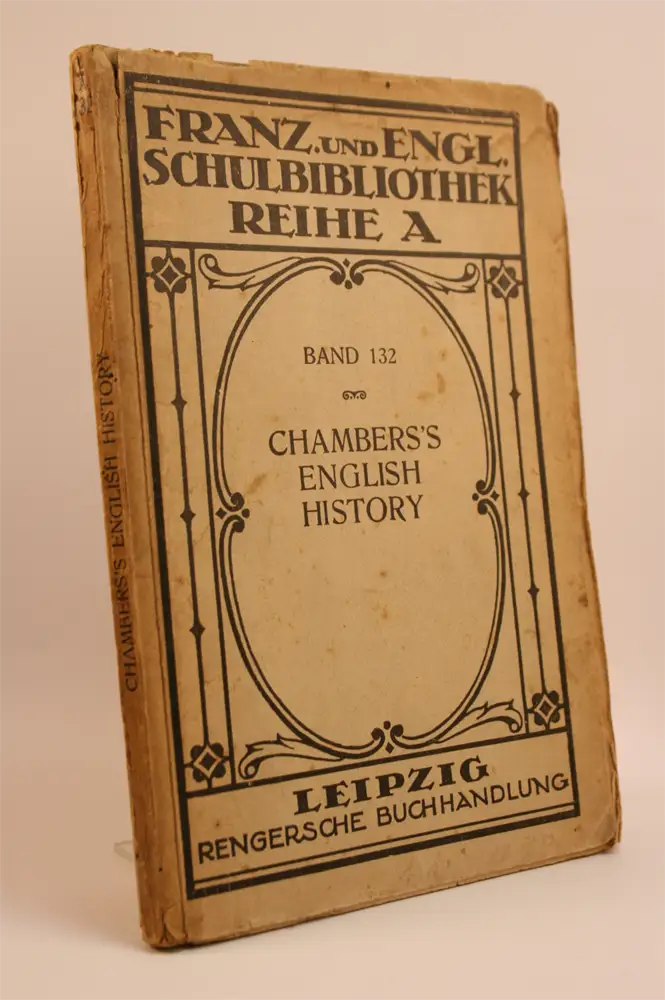 FRANZ. UND ENGL.
SCHULBIBLIOTHEK
REIHE A
BAND 132
CHAMBERS'S
ENGLISH
HISTORY
LEIPZIG
RENGERSCHE BUCHHANDLUNG
CHAMBERS'S ENGLISH HISTORY